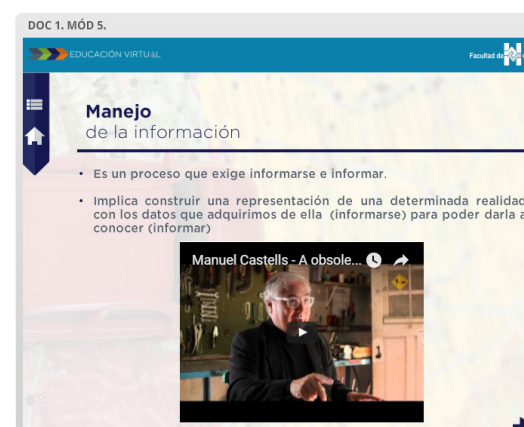 DOC 1. MÓD 5.
EDUCACIÓN VIRTUAL
Facultad de
Manejo
de la información
• Es un proceso que exige informarse e informar.
• Implica construir una representación de una determinada realidad
con los datos que adquirimos de ella (informarse) para poder darla a
conocer (informar)
Manuel Castells - A obsole...